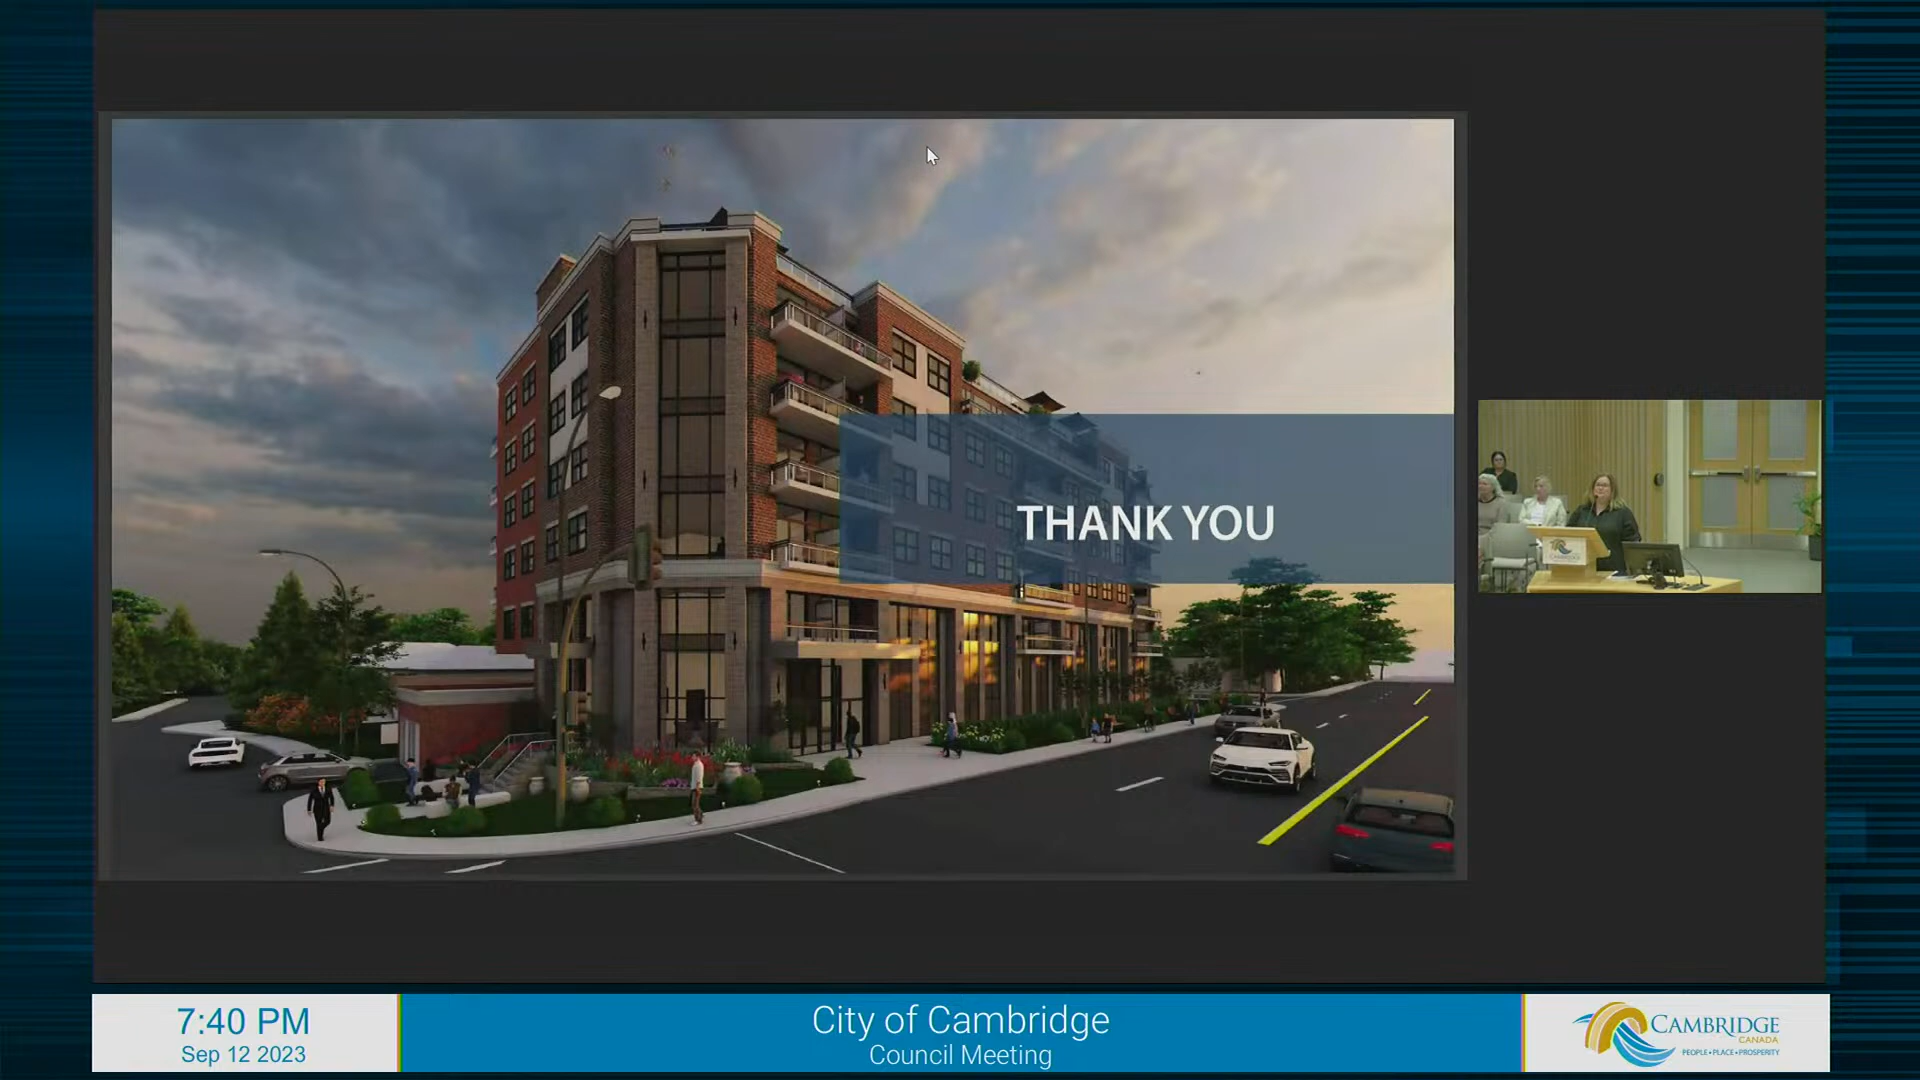 THANK YOU
7:40 PM
Sep 12 2023
City of Cambridge
Council Meeting
CAMBRIDGE
CANADA
PEOPLE • PLACE • PROSPERITY